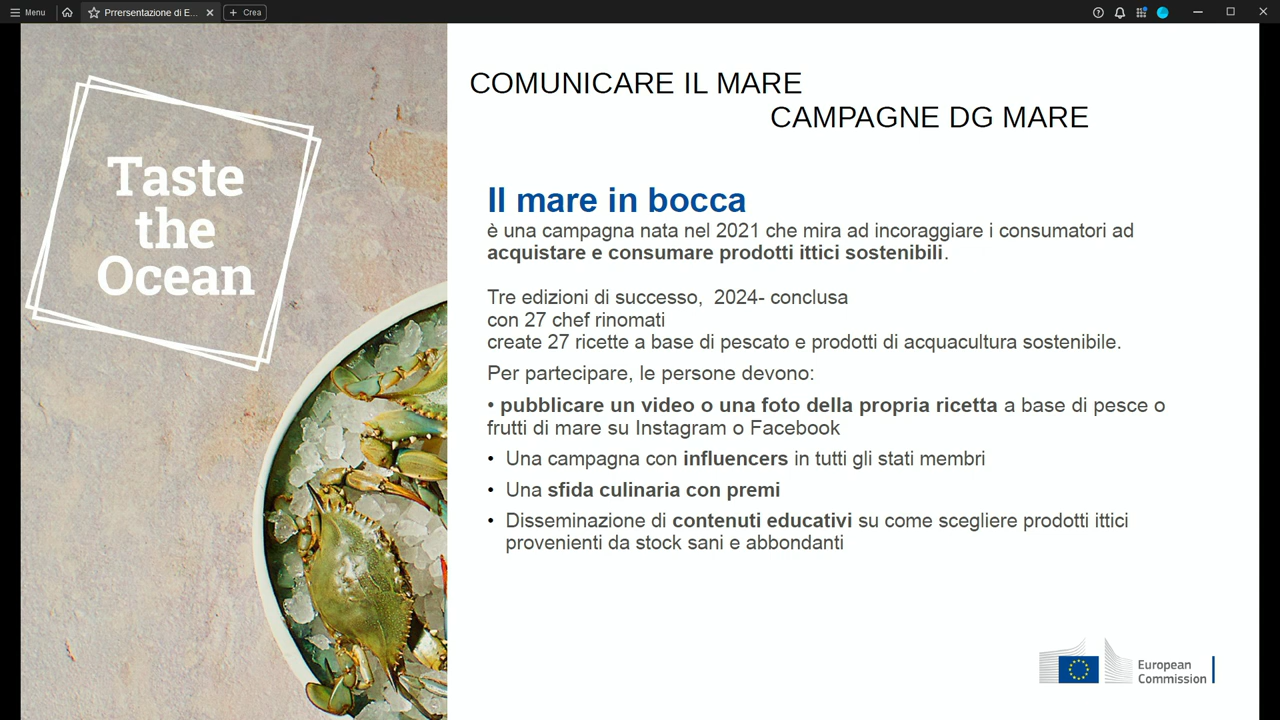 Menu
Prrersentazione di E...
Crea
Taste
the
Ocean
COMUNICARE IL MARE
CAMPAGNE DG MARE
Il mare in bocca
è una campagna nata nel 2021 che mira ad incoraggiare i consumatori ad
acquistare e consumare prodotti ittici sostenibili.
Tre edizioni di successo, 2024- conclusa
con 27 chef rinomati
create 27 ricette a base di pescato e prodotti di acquacultura sostenibile.
Per partecipare, le persone devono:
• pubblicare un video o una foto della propria ricetta a base di pesce o
frutti di mare su Instagram o Facebook
• Una campagna con influencers in tutti gli stati membri
• Una sfida culinaria con premi
• Disseminazione di contenuti educativi su come scegliere prodotti ittici
provenienti da stock sani e abbondanti
European
Commission